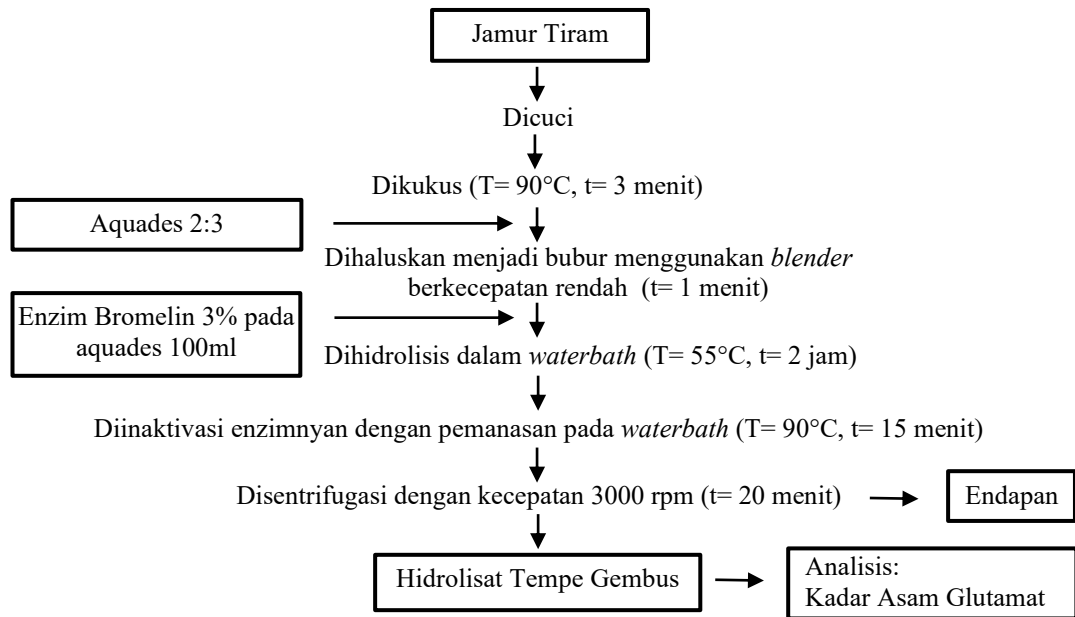 Jamur Tiram
Dicuci
Dikukus (T= 90°C, t= 3 menit)
Aquades 2:3
Dihaluskan menjadi bubur menggunakan blender
berkecepatan rendah (t= 1 menit)
Enzim Bromelin 3% pada
aquades 100ml
Dihidrolisis dalam waterbath (T= 55°C, t= 2 jam)
Diinaktivasi enzimnyan dengan pemanasan pada waterbath (T= 90°C, t= 15 menit)
Disentrifugasi dengan kecepatan 3000 rpm (t= 20 menit)
Endapan
Hidrolisat Tempe Gembus
Analisis:
Kadar Asam Glutamat